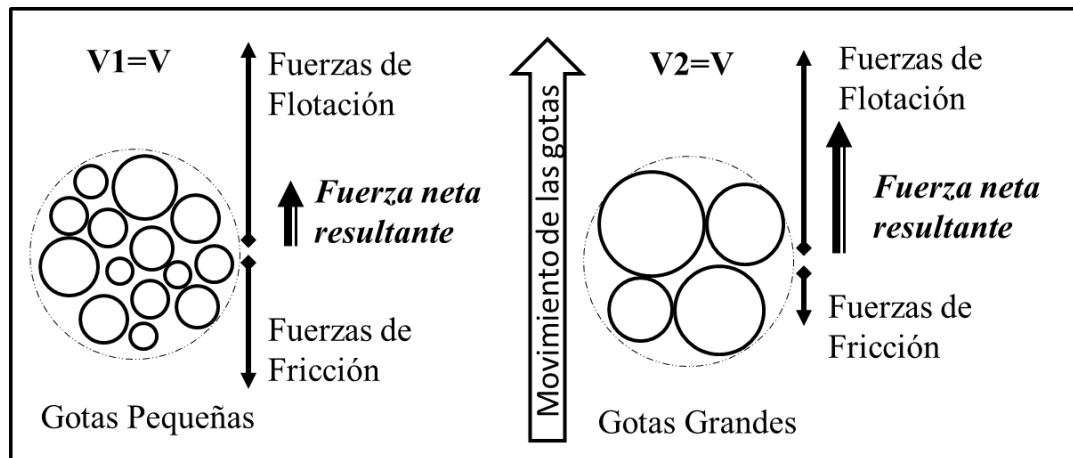 V1=V
Fuerzas de
Flotación
Fuerza neta
resultante
Fuerzas de
Fricción
Gotas Pequeñas
Movimiento de las gotas
V2=V
Fuerzas de
Flotación
Fuerza neta
resultante
Fuerzas de
Fricción
Gotas Grandes